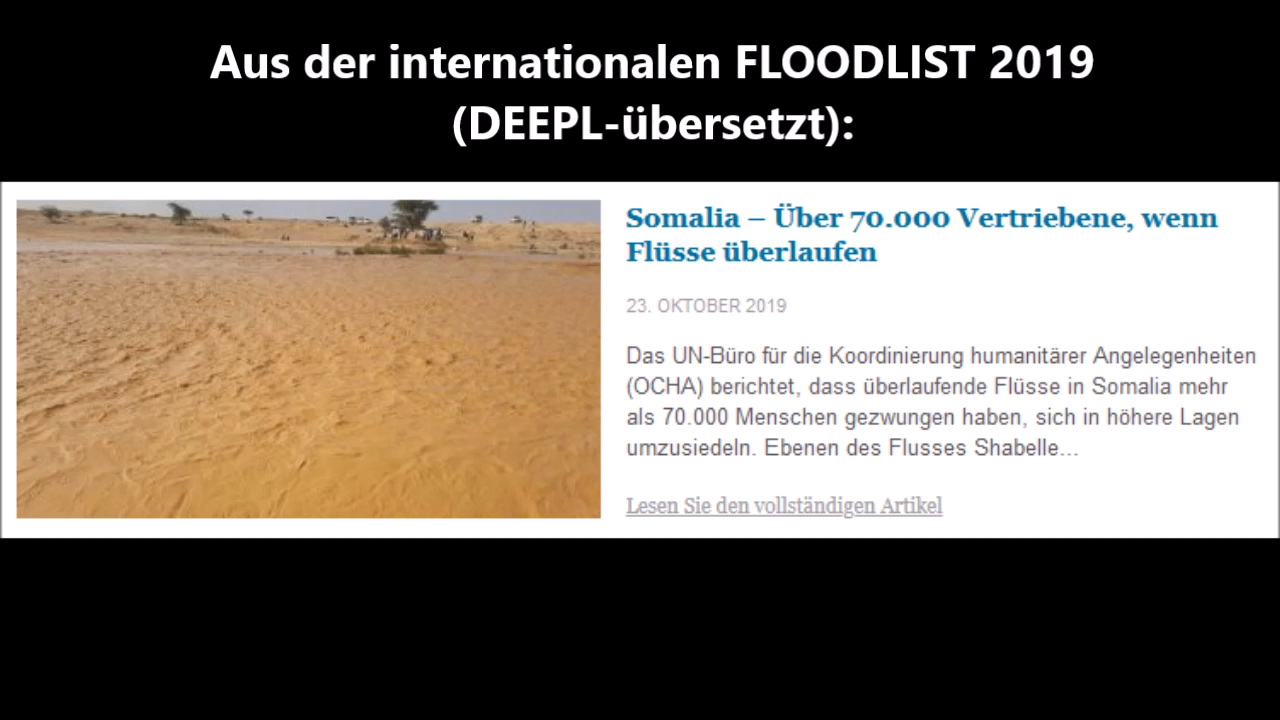 Aus der internationalen FLOODLIST 2019
(DEEPL-übersetzt):
Somalia – Über 70.000 Vertriebene, wenn
Flüsse überlaufen
23. OKTOBER 2019
Das UN-Büro für die Koordinierung humanitärer Angelegenheiten
(OCHA) berichtet, dass überlaufende Flüsse in Somalia mehr
als 70.000 Menschen gezwungen haben, sich in höhere Lagen
umzusiedeln. Ebenen des Flusses Shabelle...
Lesen Sie den vollständigen Artikel